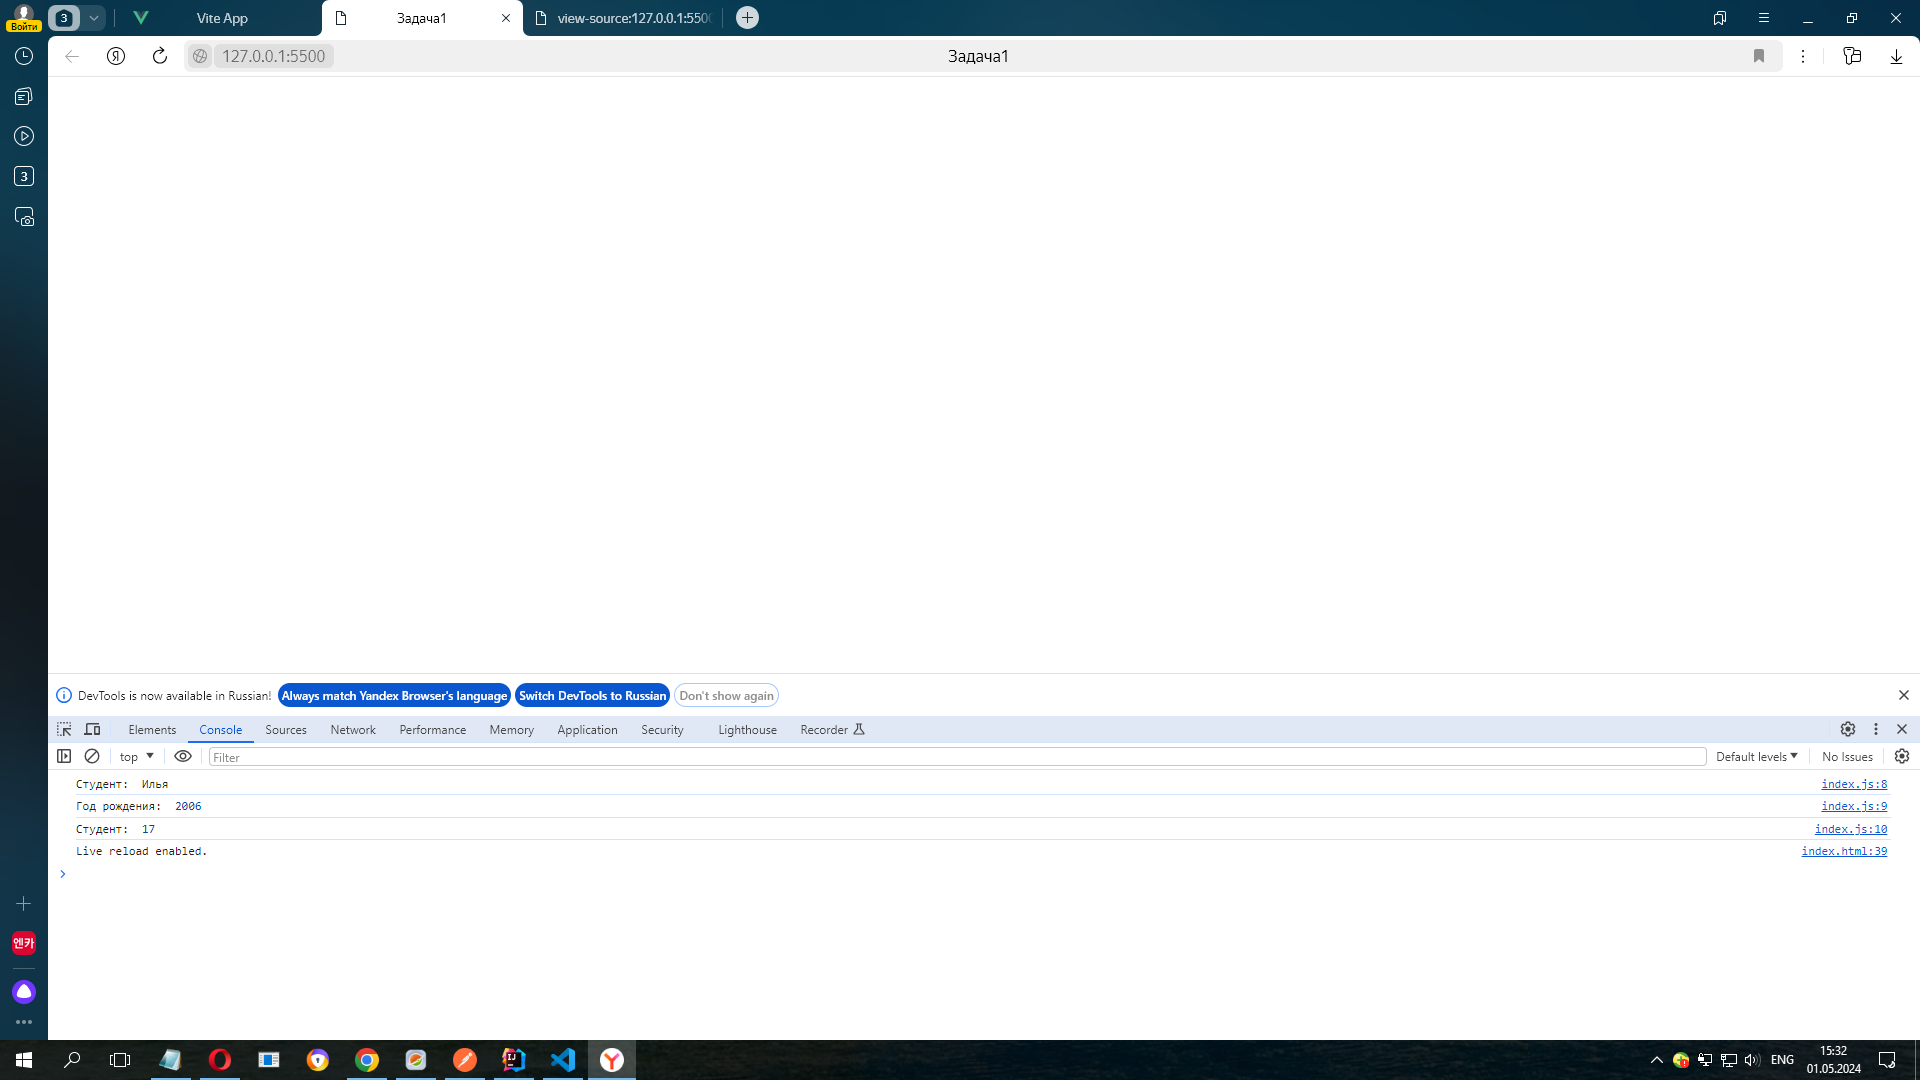 Войти
3
Vite App
Задача1
view-source:127.0.0.1:550
Я
127.0.0.1:5500
Задача1
3
DevTools is now available in Russian!
Always match Yandex Browser's language
Switch DevTools to Russian
Don't show again
Elements
Console
Sources
Network
Performance
Memory
Application
Security
Lighthouse
Recorder
top
Filter
Default levels
No Issues
Студент:  Илья
index.js:8
Год рождения:  2006
index.js:9
Студент:  17
index.js:10
Live reload enabled.
index.html:39
엔카
ENG
15:32
01.05.2024